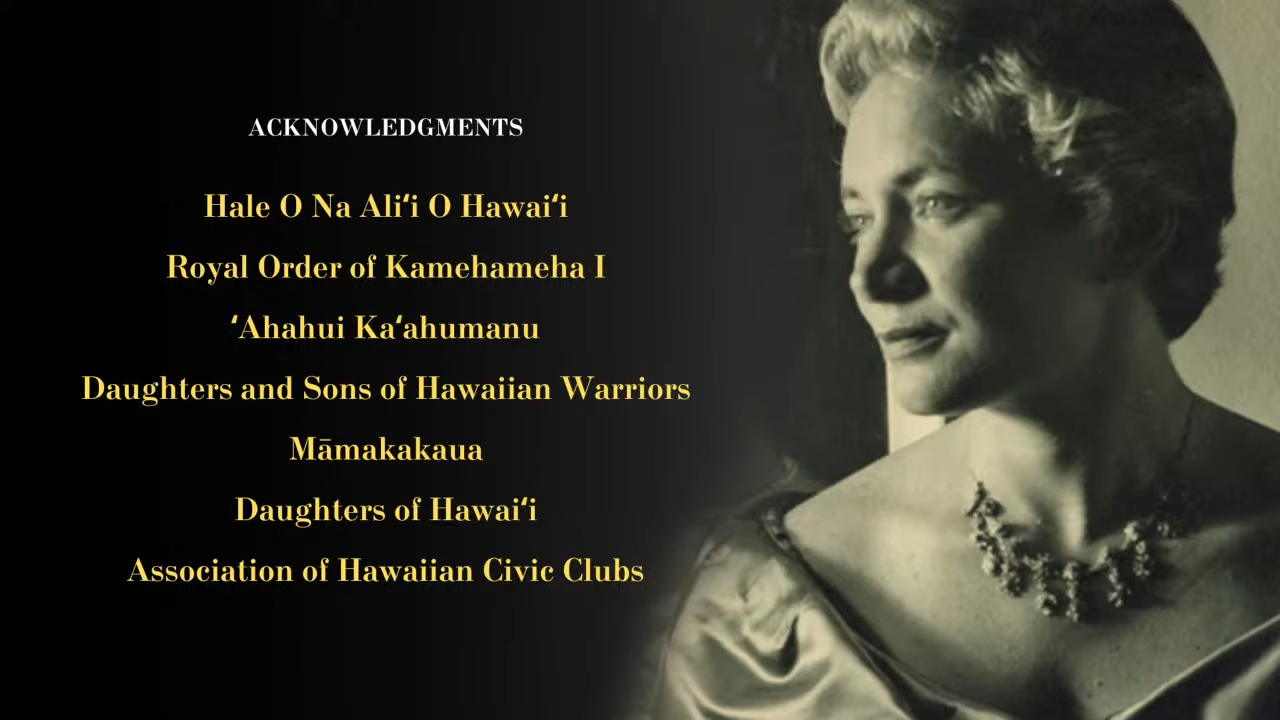 ACKNOWLEDGMENTS
Hale O Na Aliʻi O Hawaiʻi
Royal Order of Kamehameha I
ʻAhahui Kaʻahumanu
Daughters and Sons of Hawaiian Warriors
Māmakakaua
Daughters of Hawaiʻi
Association of Hawaiian Civic Clubs